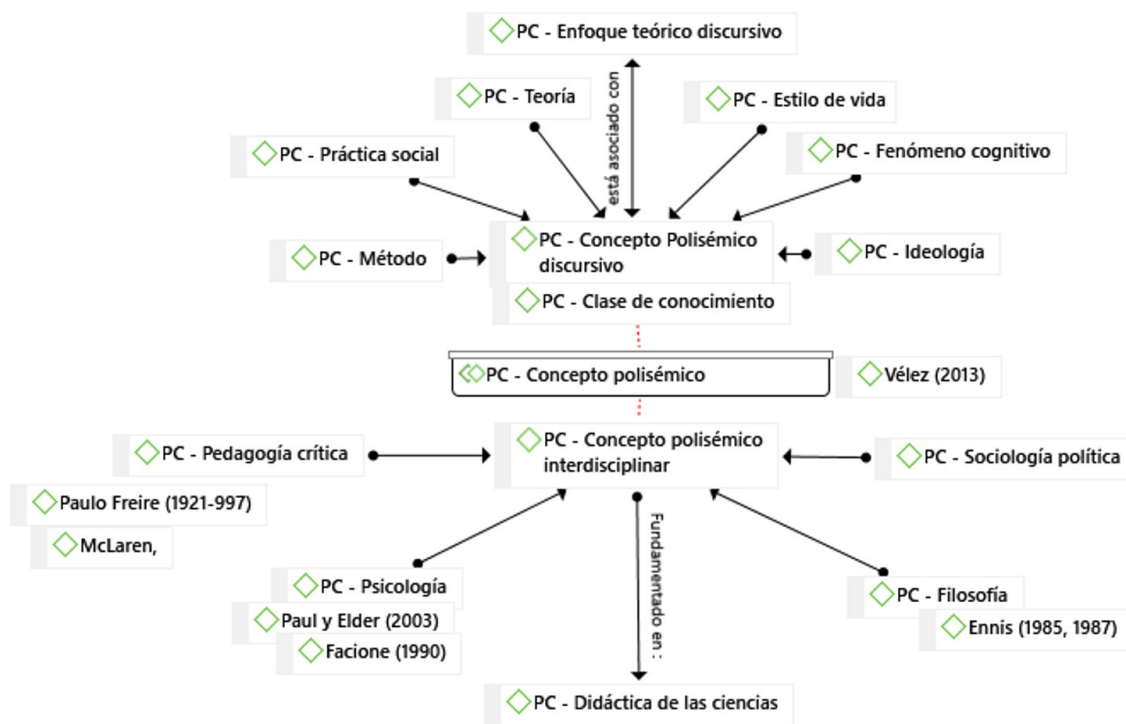 PC - Enfoque teórico discursivo
PC - Teoría
está asociado con
PC - Estilo de vida
PC - Práctica social
PC - Fenómeno cognitivo
PC - Método
PC - Concepto Polisémico
discursivo
PC - Ideología
PC - Clase de conocimiento
PC - Concepto polisémico
Vélez (2013)
PC - Pedagogía crítica
PC - Concepto polisémico
interdisciplinar
PC - Sociología política
Paulo Freire (1921-997)
McLaren,
Fundamentado en :
PC - Psicología
PC - Filosofía
Paul y Elder (2003)
Ennis (1985, 1987)
Facione (1990)
PC - Didáctica de las ciencias